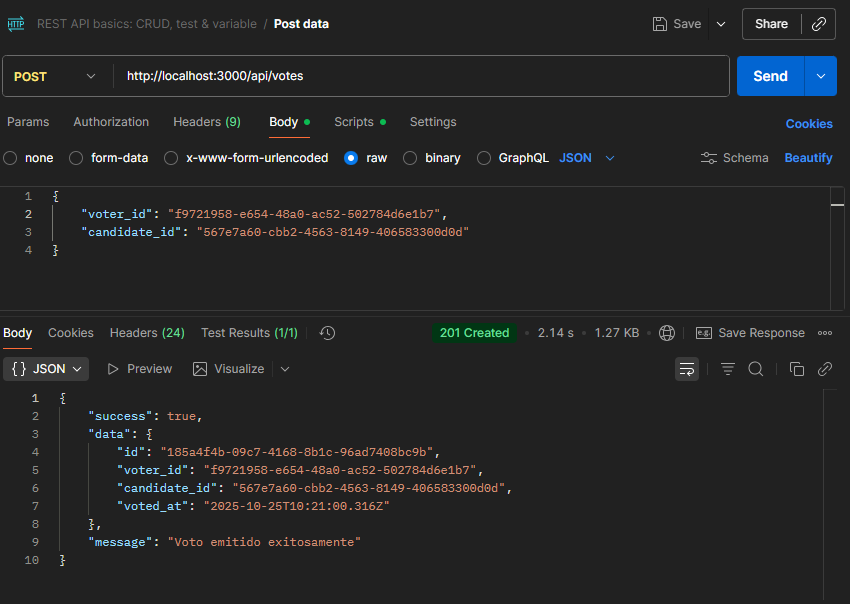 HTTP REST API basics: CRUD, test & variable / Post data Save Share
POST http://localhost:3000/api/votes Send
Params Authorization Headers (9) Body Scripts Settings Cookies
none form-data x-www-form-urlencoded raw binary GraphQL JSON Schema Beautify
1 {
2 "voter_id": "f9721958-e654-48a0-ac52-502784d6e1b7",
3 "candidate_id": "567e7a60-cbb2-4563-8149-406583300d0d"
4 }
Body Cookies Headers (24) Test Results (1/1) 201 Created • 2.14 s • 1.27 KB • e.g. Save Response
{} JSON Preview Visualize
1 {
2 "success": true,
3 "data": {
4 "id": "185a4f4b-09c7-4168-8b1c-96ad7408bc9b",
5 "voter_id": "f9721958-e654-48a0-ac52-502784d6e1b7",
6 "candidate_id": "567e7a60-cbb2-4563-8149-406583300d0d",
7 "voted_at": "2025-10-25T10:21:00.316Z"
8 },
9 "message": "Voto emitido exitosamente"
10 }